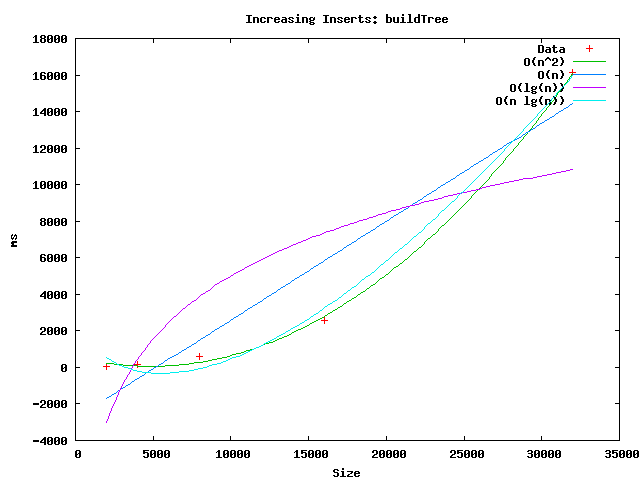 Increasing Inserts: buildTree
18000
16000
14000
12000
10000
8000
6000
4000
2000
0
-2000
-4000
ms
Data
O(n^2)
O(n)
O(lg(n))
O(n lg(n))
0 5000 10000 15000 20000 25000 30000 35000
Size